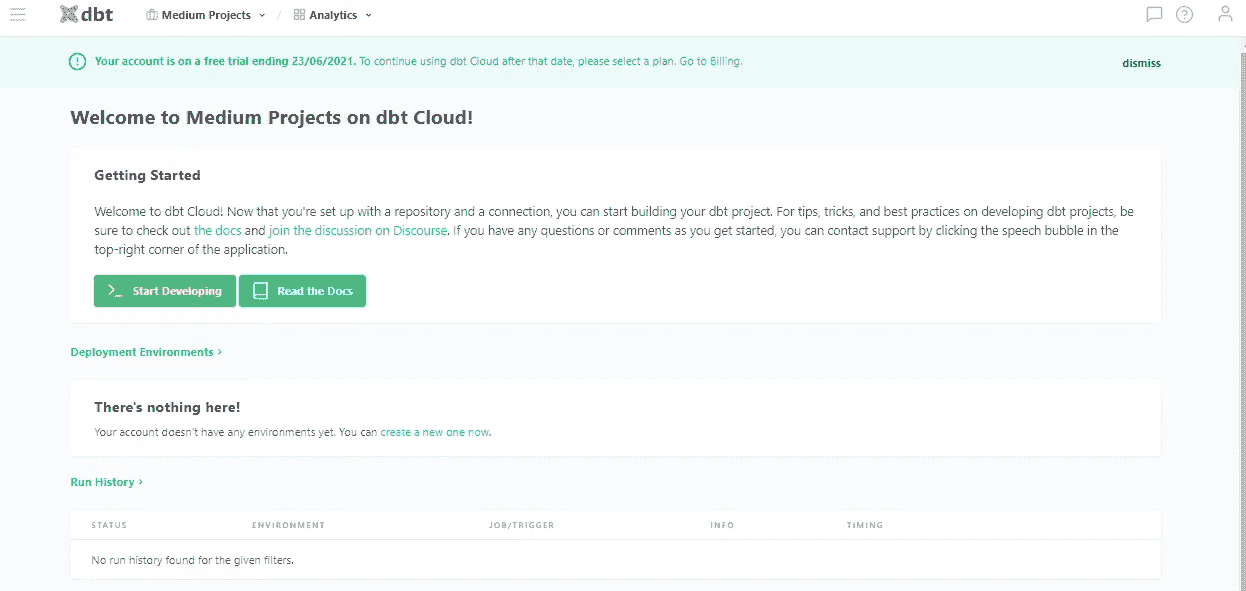 dbt Medium Projects / Analytics
Your account is on a free trial ending 23/06/2021. To continue using dbt Cloud after that date, please select a plan. Go to Billing. dismiss
Welcome to Medium Projects on dbt Cloud!
Getting Started
Welcome to dbt Cloud! Now that you're set up with a repository and a connection, you can start building your dbt project. For tips, tricks, and best practices on developing dbt projects, be
sure to check out the docs and join the discussion on Discourse. If you have any questions or comments as you get started, you can contact support by clicking the speech bubble in the
top-right corner of the application.
Start Developing Read the Docs
Deployment Environments >
There's nothing here!
Your account doesn't have any environments yet. You can create a new one now.
Run History >
STATUS ENVIRONMENT JOB/TRIGGER INFO TIMING
No run history found for the given filters.